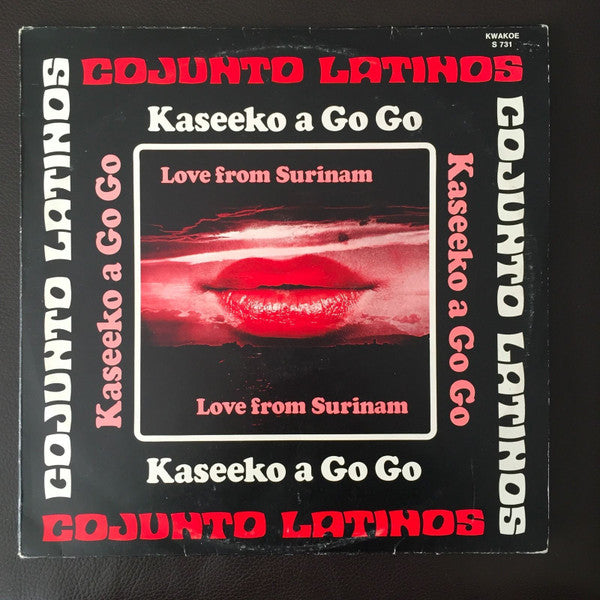 KWAKOE
S 731
COJUNTO LATINOS
Kaseeko a Go Go
COJUNTO LATINOS
Kaseeko a Go Go
Love from Surinam
Love from Surinam
Kaseeko a Go Go
COJUNTO LATINOS
Kaseeko a Go Go
COJUNTO LATINOS